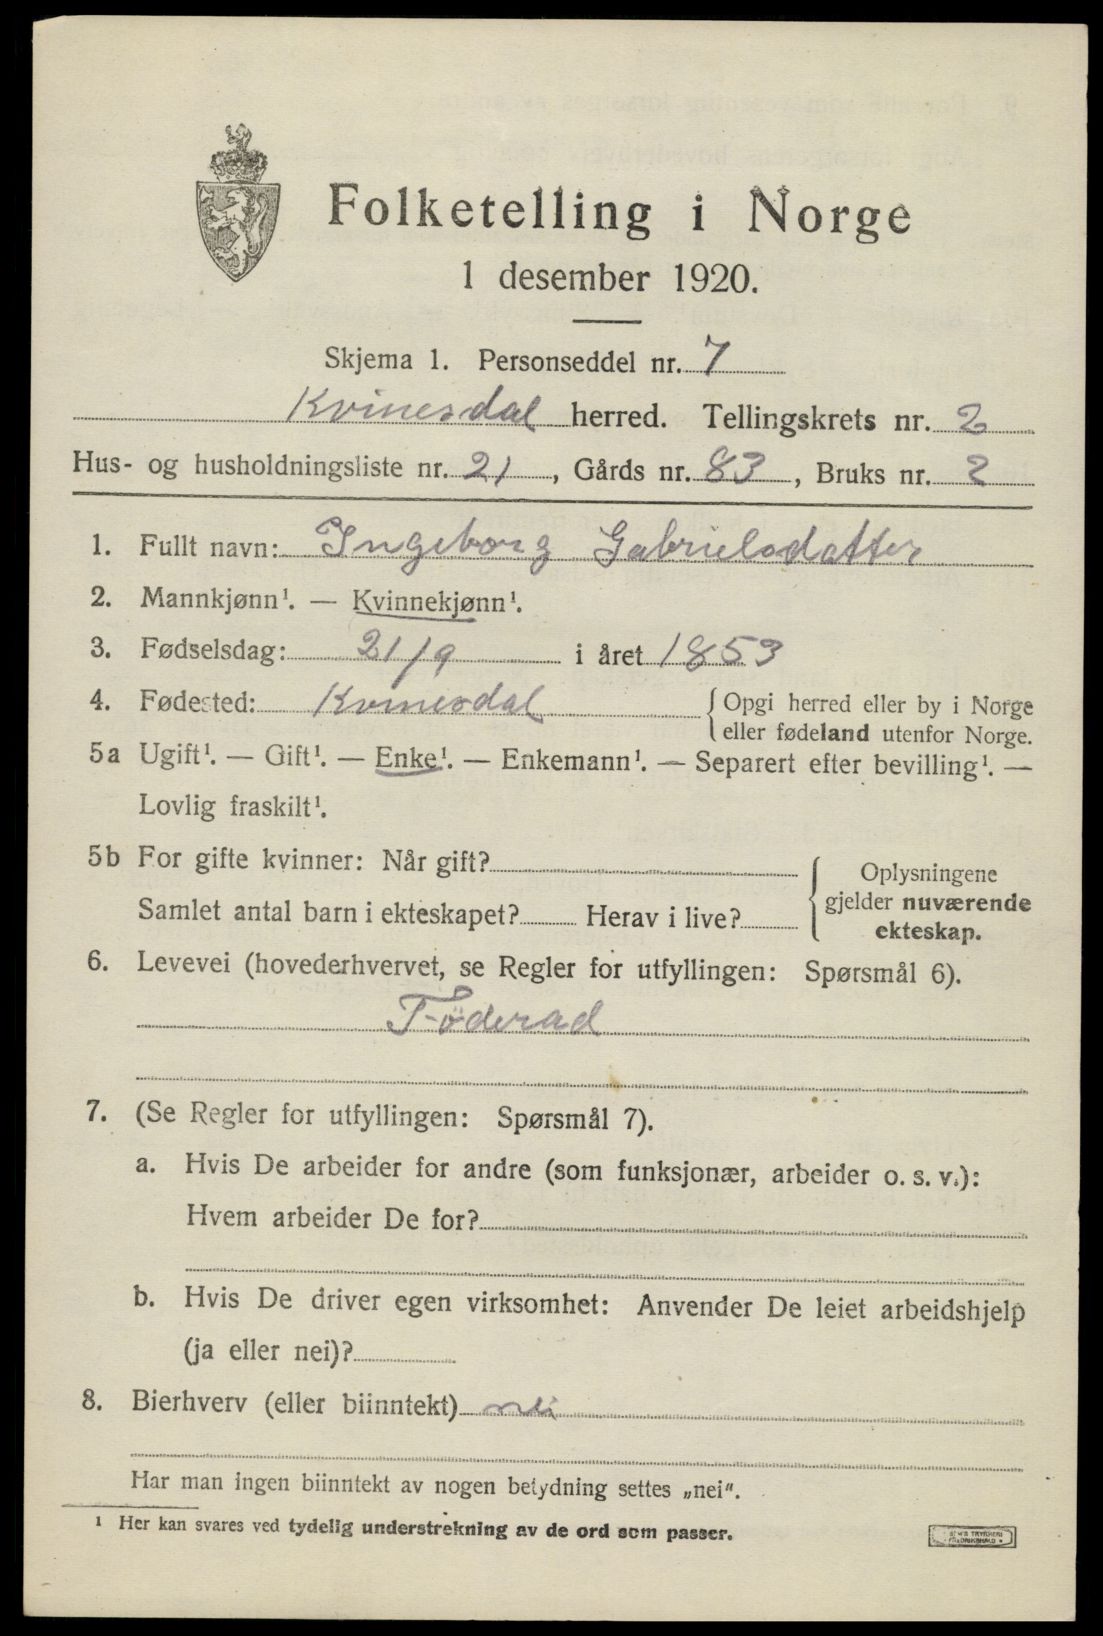 Folketelling i Norge
1 desember 1920.
Skjema 1. Personseddel nr. 7
Kvinesdal herred. Tellingskrets nr. 2
Hus- og husholdningsliste nr. 21, Gårds nr. 83, Bruks nr. 2
1. Fullt navn: Ingeborg Gabrielsdatter
2. Mannkjønn¹. — Kvinnekjønn¹.
3. Fødselsdag: 21/9 i året 1853
4. Fødested: Kvinesdal { Opgi herred eller by i Norge
eller fødeland utenfor Norge.
5a Ugift¹. — Gift¹. — Enke¹. — Enkemann¹. — Separert efter bevilling¹. —
Lovlig fraskilt¹.
5b For gifte kvinner: Når gift?
Samlet antal barn i ekteskapet? Herav i live?
Oplysningene
gjelder nuværende
ekteskap.
6. Levevei (hovederhvervet, se Regler for utfyllingen: Spørsmål 6).
Föderad
7. (Se Regler for utfyllingen: Spørsmål 7).
a. Hvis De arbeider for andre (som funksjonær, arbeider o. s. v.):
Hvem arbeider De for?
b. Hvis De driver egen virksomhet: Anvender De leiet arbeidshjelp
(ja eller nei)?
8. Bierhverv (eller biinntekt) nei
Har man ingen biinntekt av nogen betydning settes „nei".
¹ Her kan svares ved tydelig understrekning av de ord som passer.